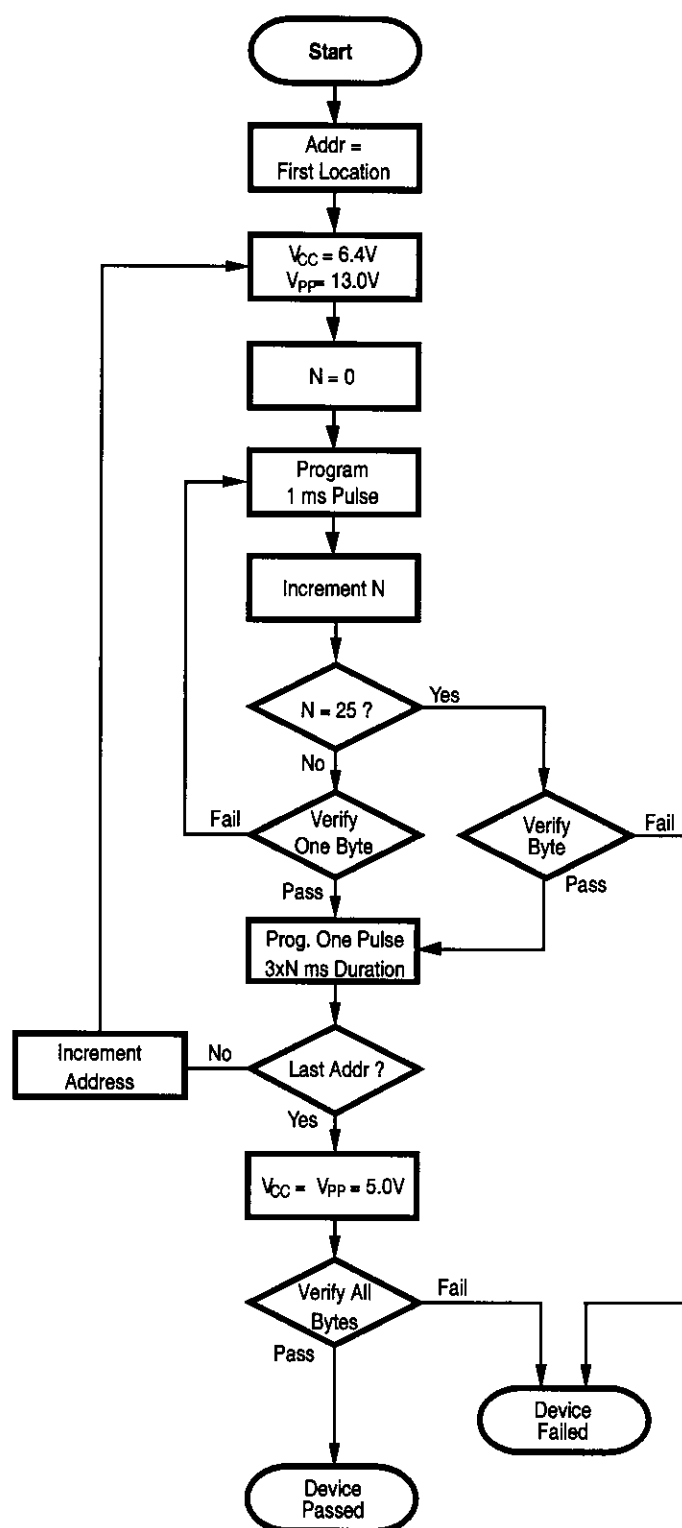 Start
Addr =
First Location
VCC = 6.4V
VPP= 13.0V
N = 0
Program
1 ms Pulse
Increment N
N = 25 ?
Yes
No
Fail
Verify
One Byte
Verify
Byte
Fail
Pass
Pass
Prog. One Pulse
3xN ms Duration
Increment
Address
No
Last Addr ?
Yes
VCC = VPP = 5.0V
Verify All
Bytes
Fail
Pass
Device
Failed
Device
Passed